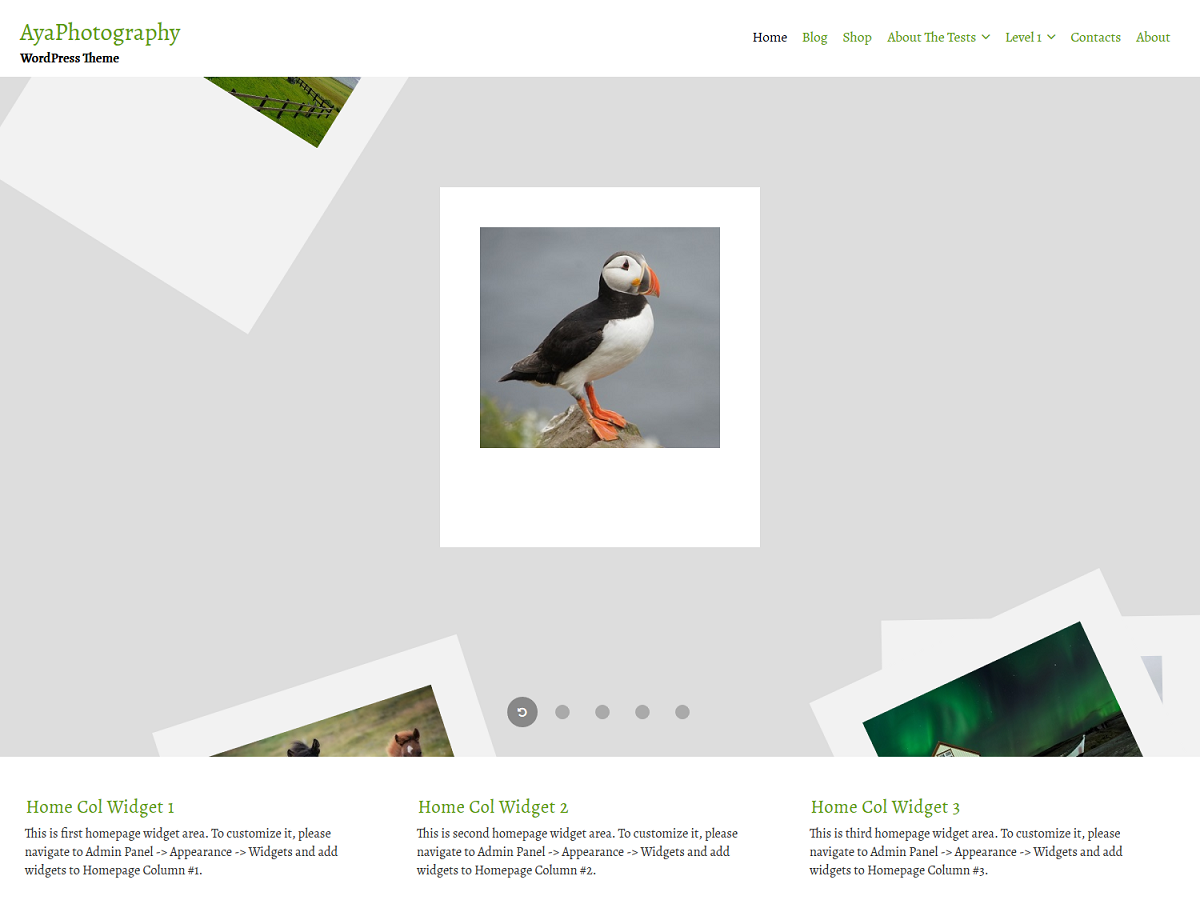 AyaPhotography
WordPress Theme
Home Blog Shop About The Tests Level 1 Contacts About
Home Col Widget 1
This is first homepage widget area. To customize it, please
navigate to Admin Panel -> Appearance -> Widgets and add
widgets to Homepage Column #1.
Home Col Widget 2
This is second homepage widget area. To customize it, please
navigate to Admin Panel -> Appearance -> Widgets and add
widgets to Homepage Column #2.
Home Col Widget 3
This is third homepage widget area. To customize it, please
navigate to Admin Panel -> Appearance -> Widgets and add
widgets to Homepage Column #3.